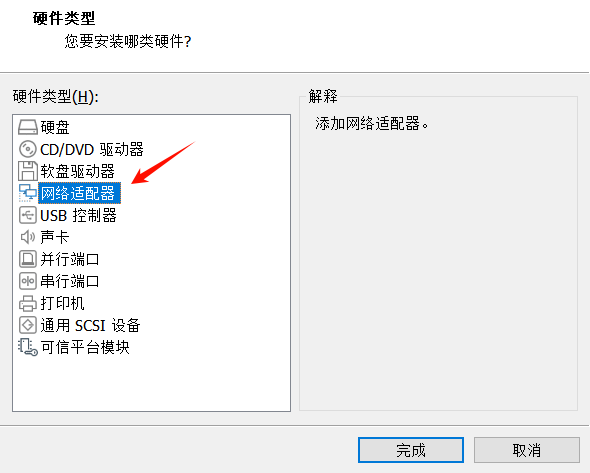 硬件类型
您要安装哪类硬件?
硬件类型(H):
硬盘
CD/DVD 驱动器
软盘驱动器
网络适配器
USB 控制器
声卡
并行端口
串行端口
打印机
通用 SCSI 设备
可信平台模块
解释
添加网络适配器。
完成
取消